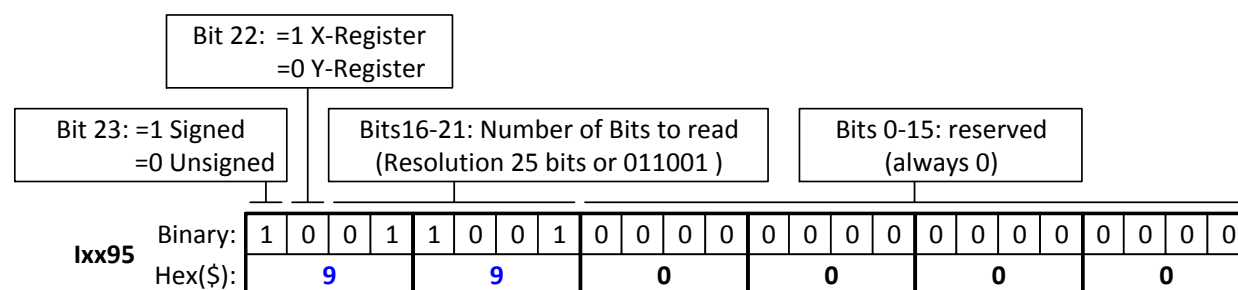 Bit 22: =1 X-Register
=0 Y-Register
Bit 23: =1 Signed
=0 Unsigned
Bits16-21: Number of Bits to read
(Resolution 25 bits or 011001 )
Bits 0-15: reserved
(always 0)
Ixx95
Binary: 1 0 0 1 1 0 0 1 0 0 0 0 0 0 0 0 0 0 0 0 0 0 0 0
Hex($): 9 9 0 0 0 0